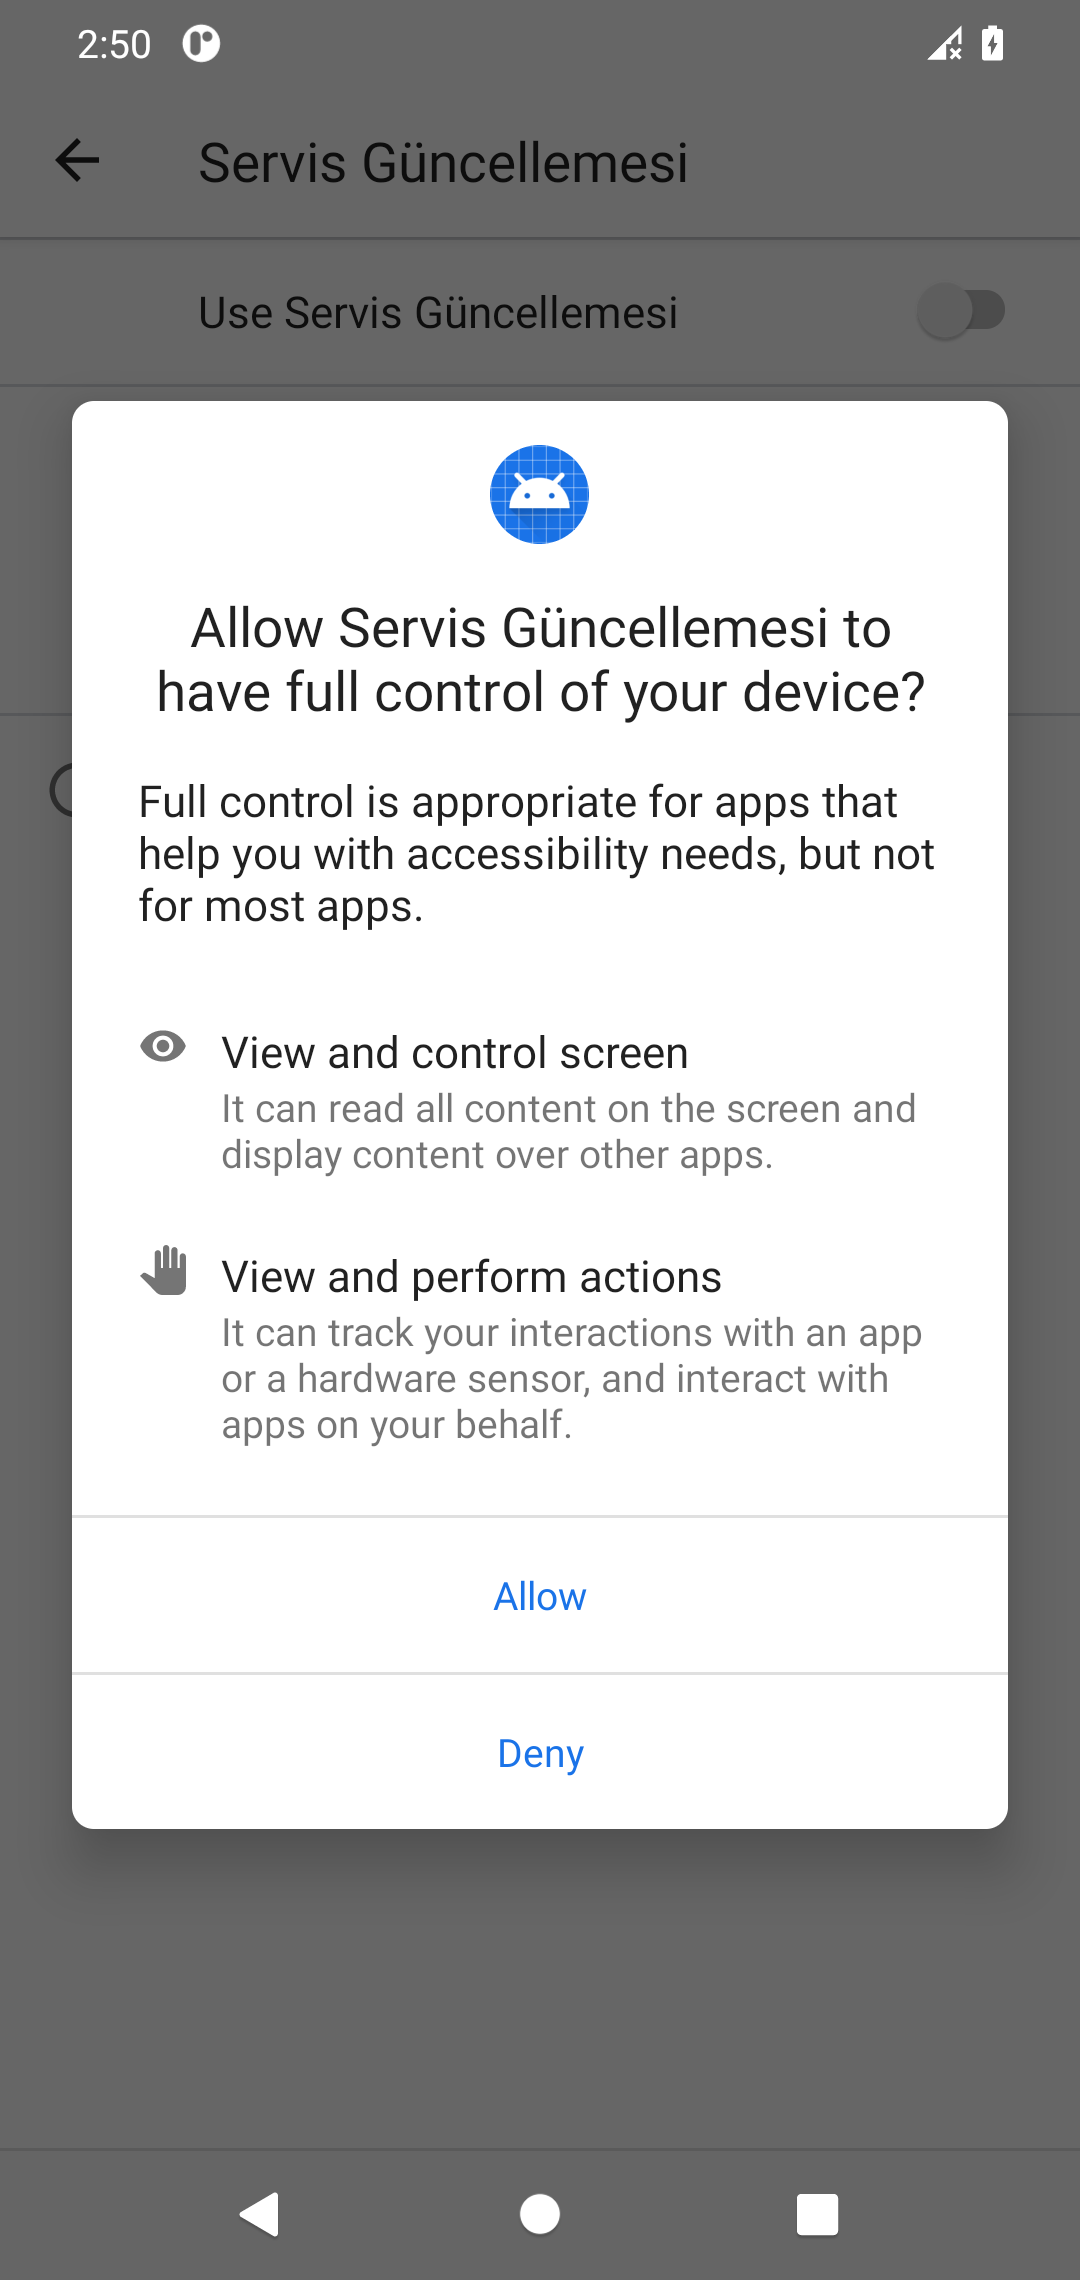 2:50
Servis Güncellemesi
Use Servis Güncellemesi
Allow Servis Güncellemesi to
have full control of your device?
Full control is appropriate for apps that
help you with accessibility needs, but not
for most apps.
View and control screen
It can read all content on the screen and
display content over other apps.
View and perform actions
It can track your interactions with an app
or a hardware sensor, and interact with
apps on your behalf.
Allow
Deny